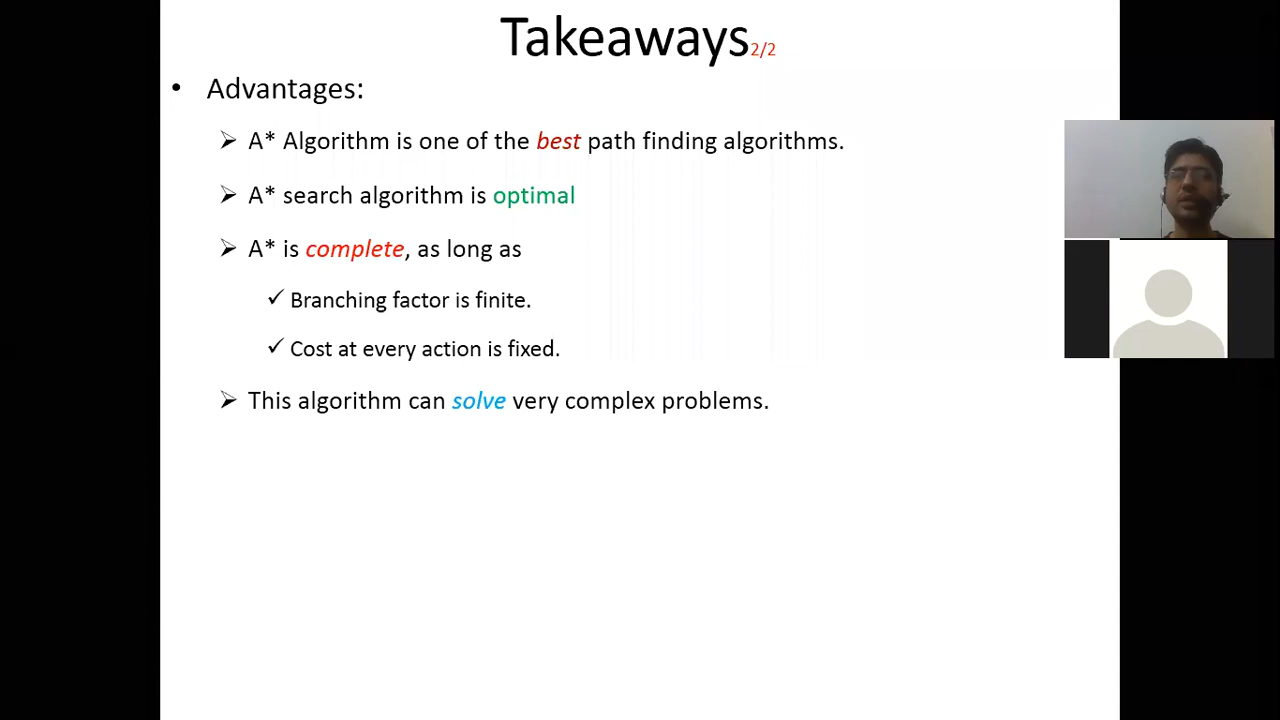 Takeaways2/2
• Advantages:
➢ A* Algorithm is one of the best path finding algorithms.
➢ A* search algorithm is optimal
➢ A* is complete, as long as
✓ Branching factor is finite.
✓ Cost at every action is fixed.
➢ This algorithm can solve very complex problems.